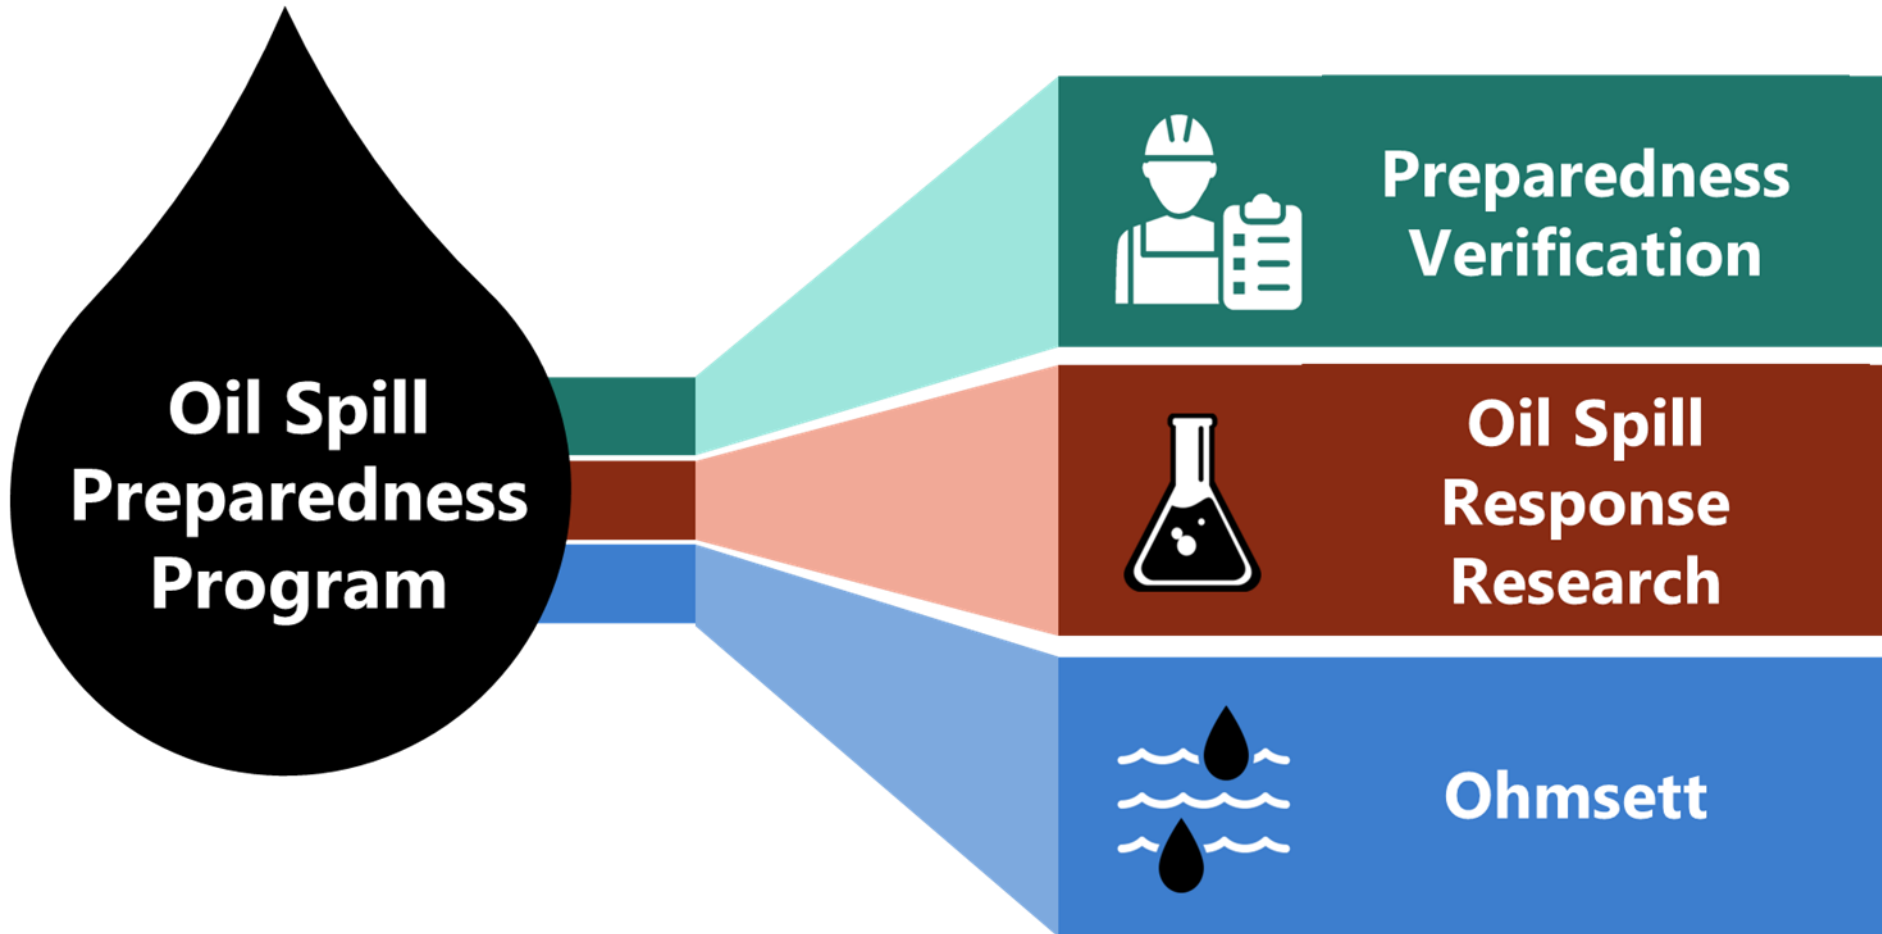 Oil Spill
Preparedness
Program
Preparedness
Verification
Oil Spill
Response
Research
Ohmsett